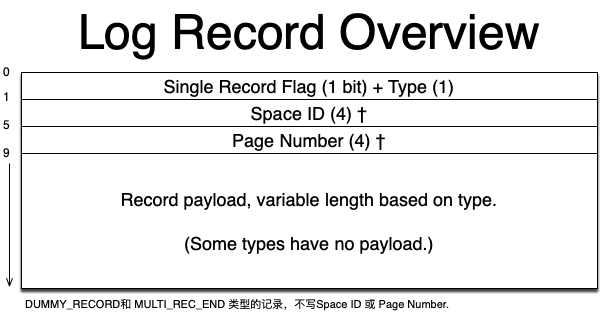 Log Record Overview
0
Single Record Flag (1 bit) + Type (1)
1
Space ID (4) †
5
Page Number (4) †
9
Record payload, variable length based on type.
(Some types have no payload.)
DUMMY_RECORD和 MULTI_REC_END 类型的记录，不写Space ID 或 Page Number.